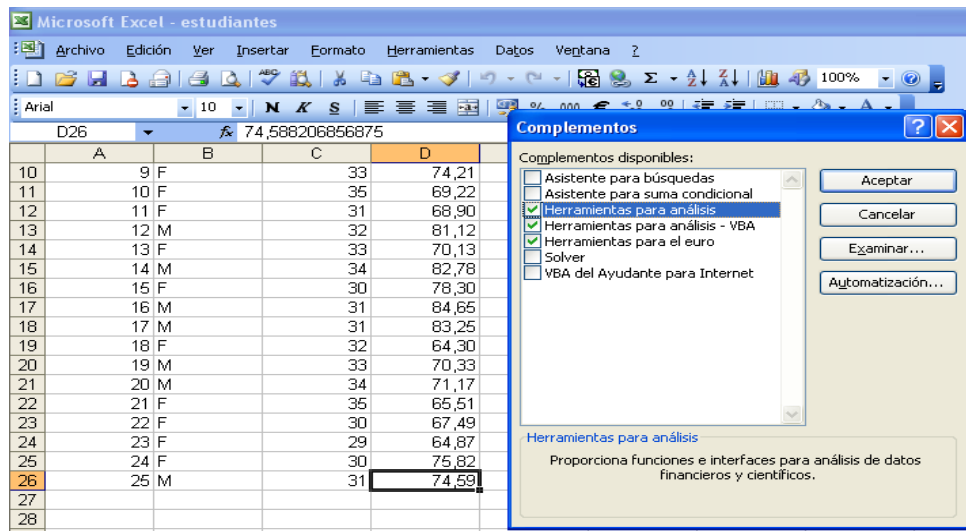 Microsoft Excel - estudiantes
Archivo Edición Ver Insertar Formato Herramientas Datos Ventana ?
100%
Arial 10 N K S % 000 €
D26 fx 74,588206856875
A B C D
10 9 F 33 74,21
11 10 F 35 69,22
12 11 F 31 68,90
13 12 M 32 81,12
14 13 F 33 70,13
15 14 M 34 82,78
16 15 F 30 78,30
17 16 M 31 84,65
18 17 M 31 83,25
19 18 F 32 64,30
20 19 M 33 70,33
21 20 M 34 71,17
22 21 F 35 65,51
23 22 F 30 67,49
24 23 F 29 64,87
25 24 F 30 75,82
26 25 M 31 74,59
27
28
Complementos
Complementos disponibles:
Asistente para búsquedas
Asistente para suma condicional
Herramientas para análisis
Herramientas para análisis - VBA
Herramientas para el euro
Solver
VBA del Ayudante para Internet
Aceptar
Cancelar
Examinar...
Automatización...
Herramientas para análisis
Proporciona funciones e interfaces para análisis de datos
financieros y científicos.